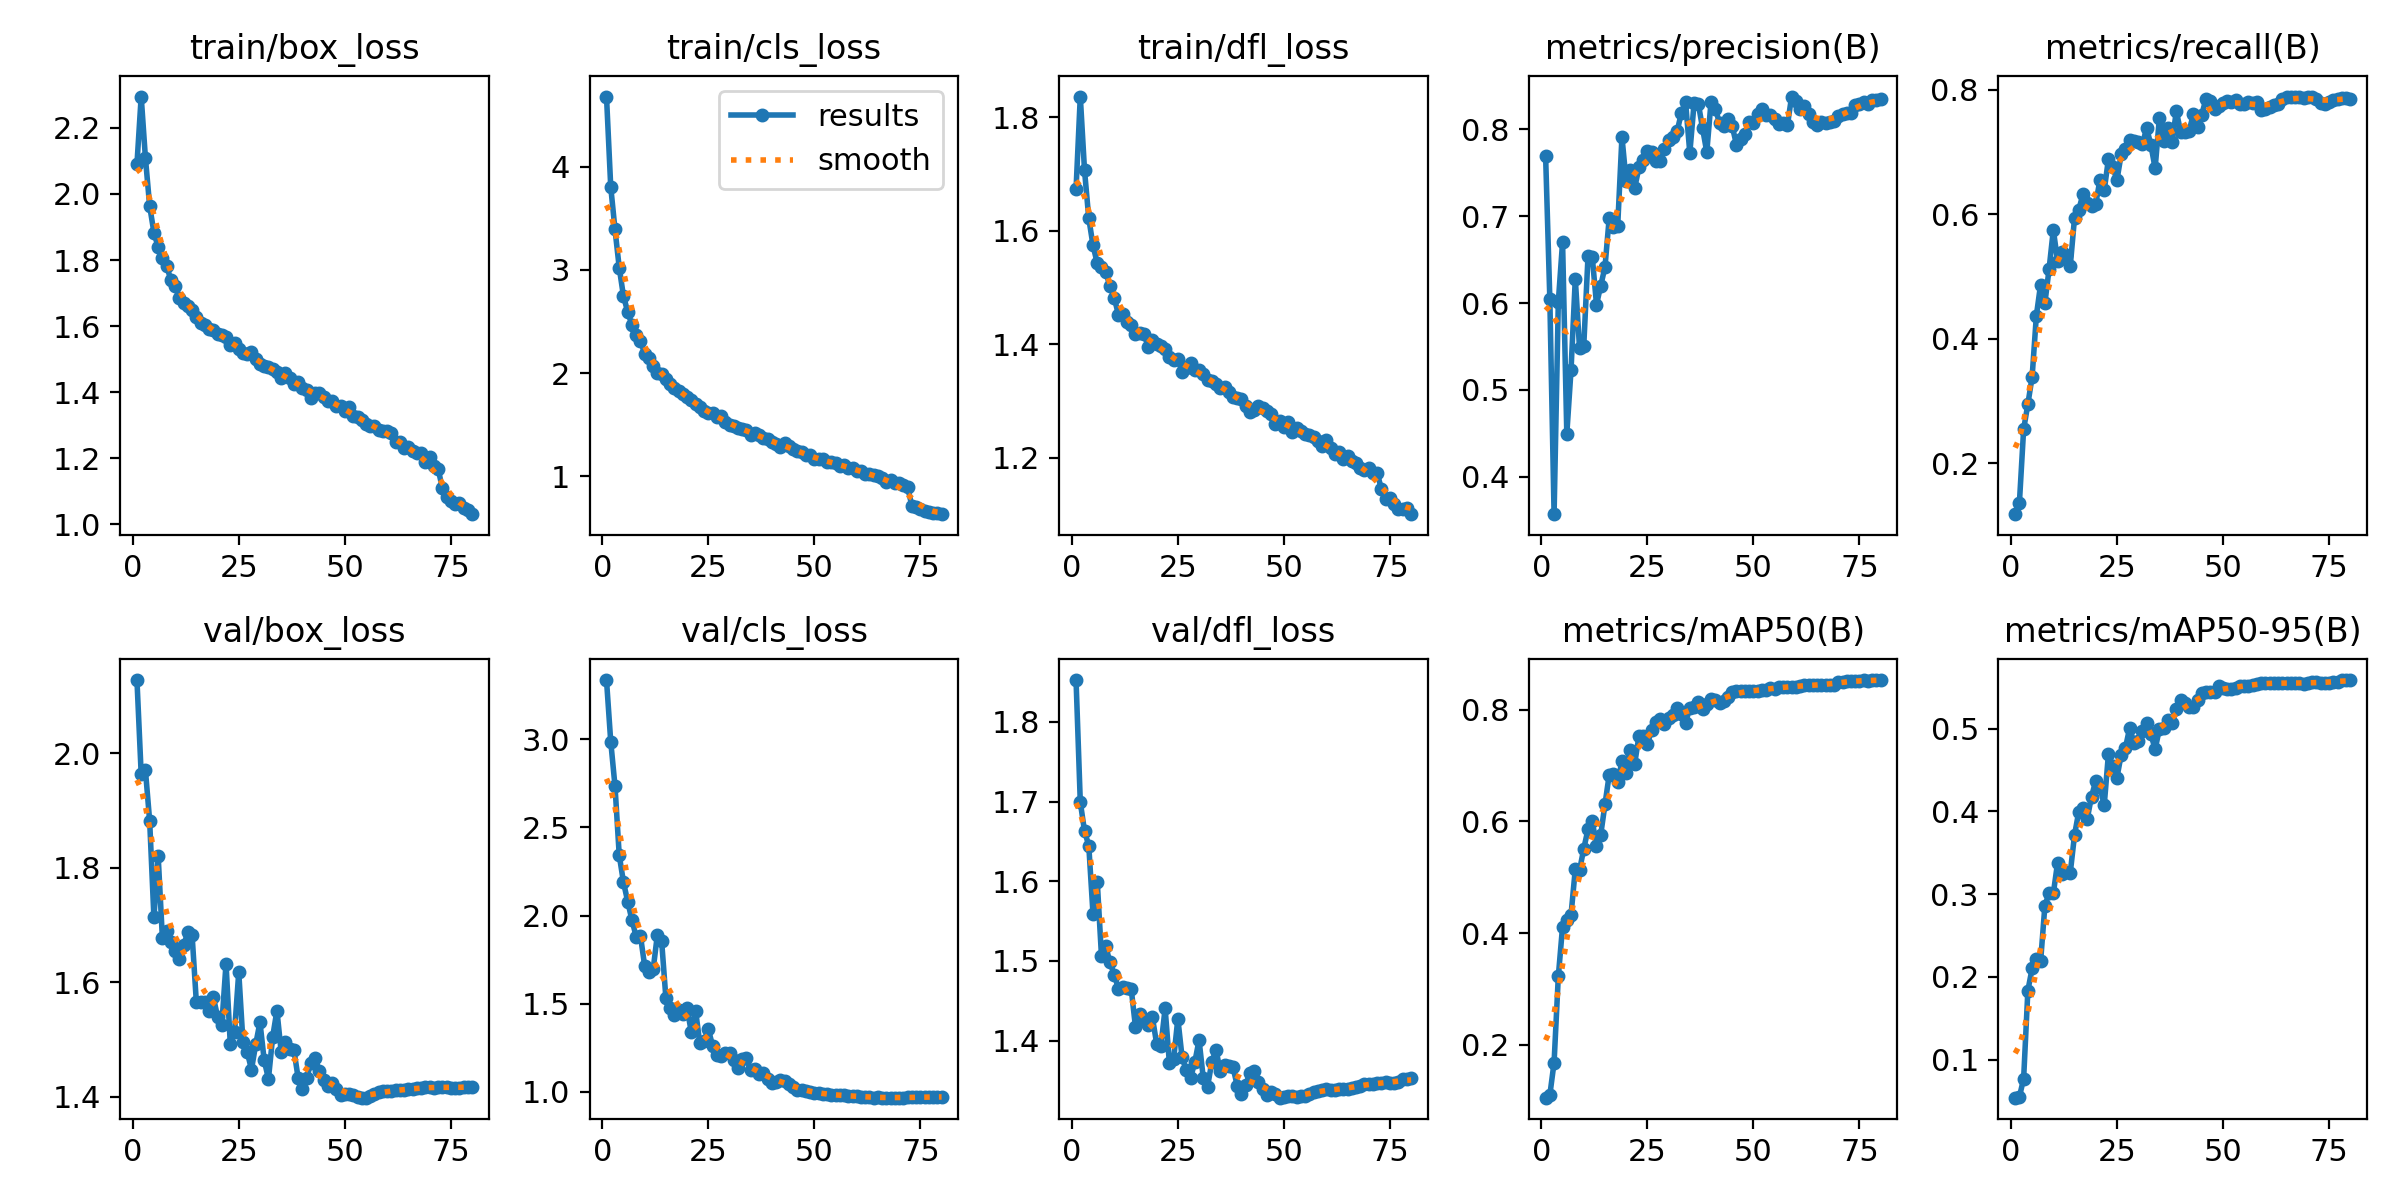 train/box_loss
train/cls_loss
train/dfl_loss
metrics/precision(B)
metrics/recall(B)
2.2
2.0
1.8
1.6
1.4
1.2
1.0
0 25 50 75
results
smooth
4
3
2
1
0 25 50 75
1.8
1.6
1.4
1.2
0 25 50 75
0.8
0.7
0.6
0.5
0.4
0 25 50 75
0.8
0.6
0.4
0.2
0 25 50 75
val/box_loss
val/cls_loss
val/dfl_loss
metrics/mAP50(B)
metrics/mAP50-95(B)
2.0
1.8
1.6
1.4
0 25 50 75
3.0
2.5
2.0
1.5
1.0
0 25 50 75
1.8
1.7
1.6
1.5
1.4
0 25 50 75
0.8
0.6
0.4
0.2
0 25 50 75
0.5
0.4
0.3
0.2
0.1
0 25 50 75